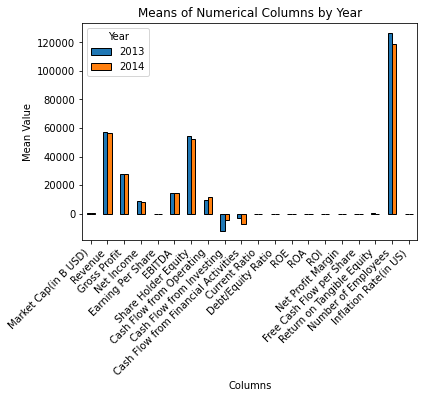 Means of Numerical Columns by Year
Year
2013
2014
120000
100000
80000
60000
40000
20000
0
Mean Value
Market Cap(in B USD)
Revenue
Gross Profit
Net Income
Earning Per Share
EBITDA
Share Holder Equity
Cash Flow from Operating
Cash Flow from Investing
Cash Flow from Financial Activities
Current Ratio
Debt/Equity Ratio
ROE
ROA
ROI
Net Profit Margin
Free Cash Flow per Share
Return on Tangible Equity
Number of Employees
Inflation Rate(in US)
Columns